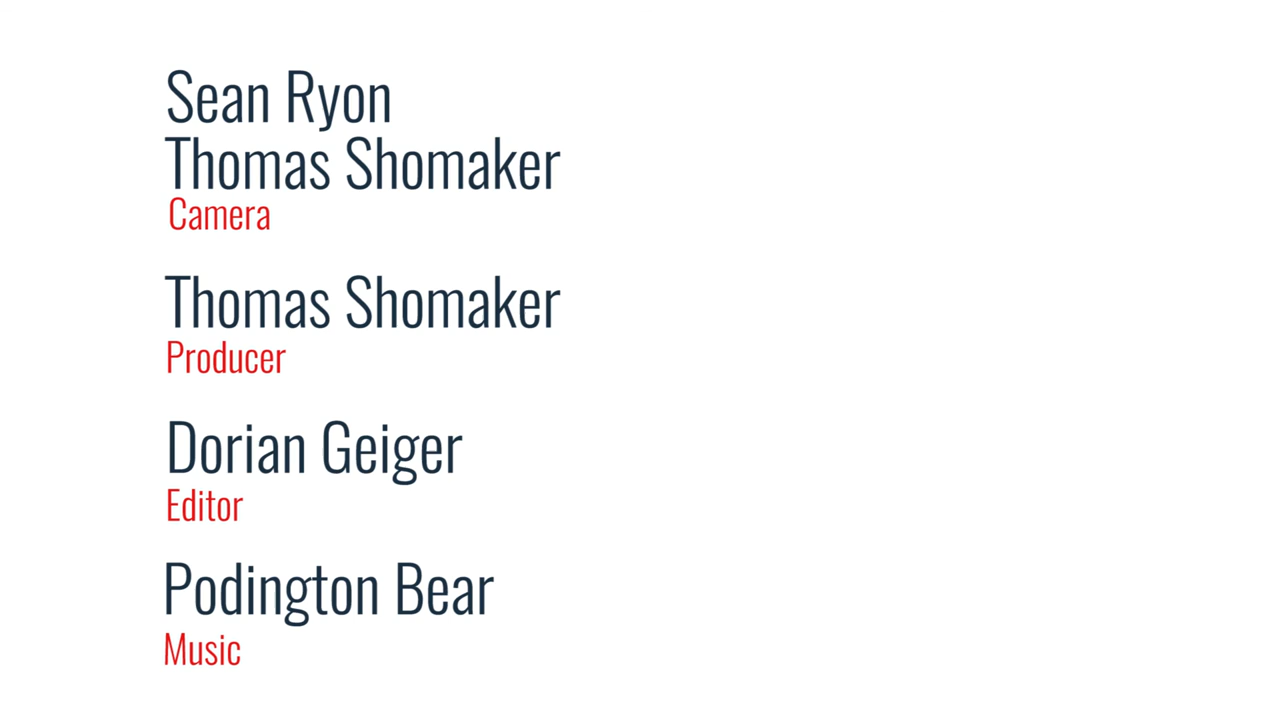 Sean Ryon
Thomas Shomaker
Camera
Thomas Shomaker
Producer
Dorian Geiger
Editor
Podington Bear
Music